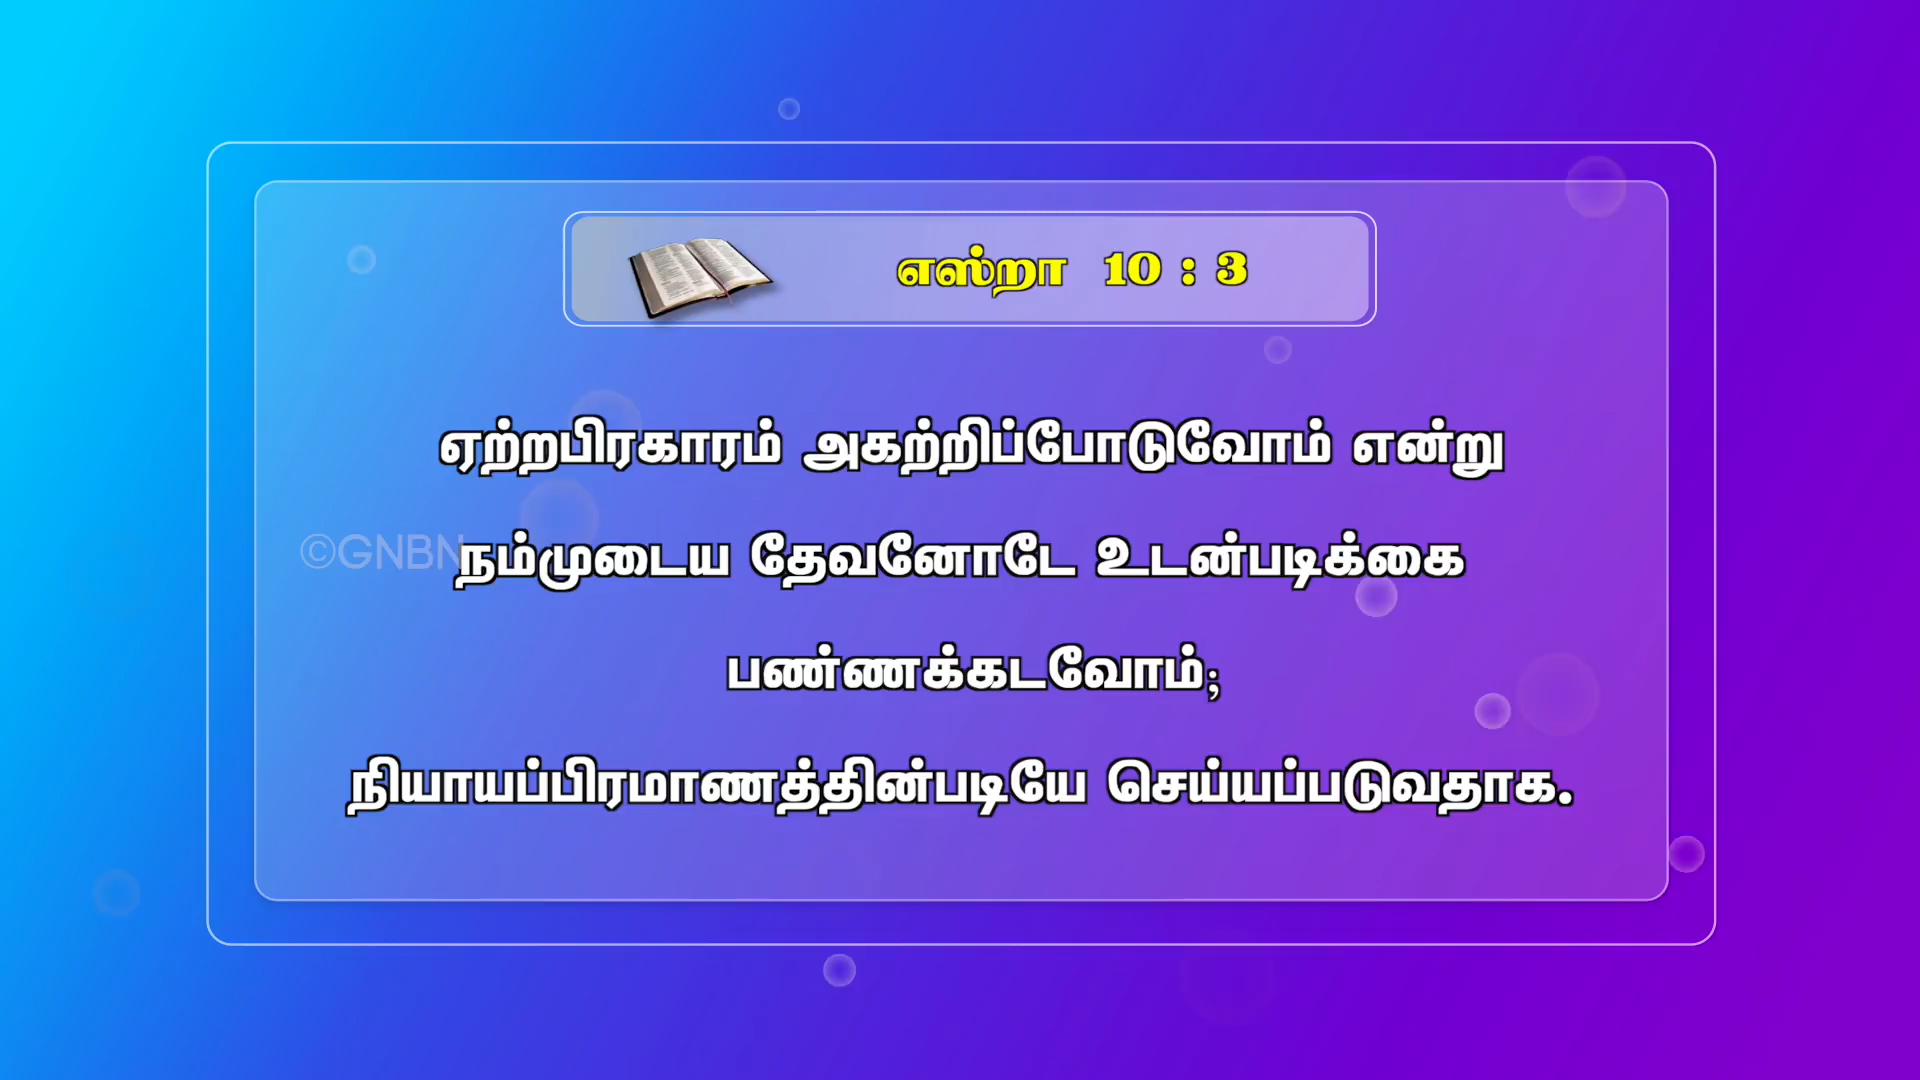 எஸ்றா 10 : 3
ஏற்றபிரகாரம் அகற்றிப்போடுவோம் என்று
©GNBN
நம்முடைய தேவனோடே உடன்படிக்கை
பண்ணக்கடவோம்;
நியாயப்பிரமாணத்தின்படியே செய்யப்படுவதாக.